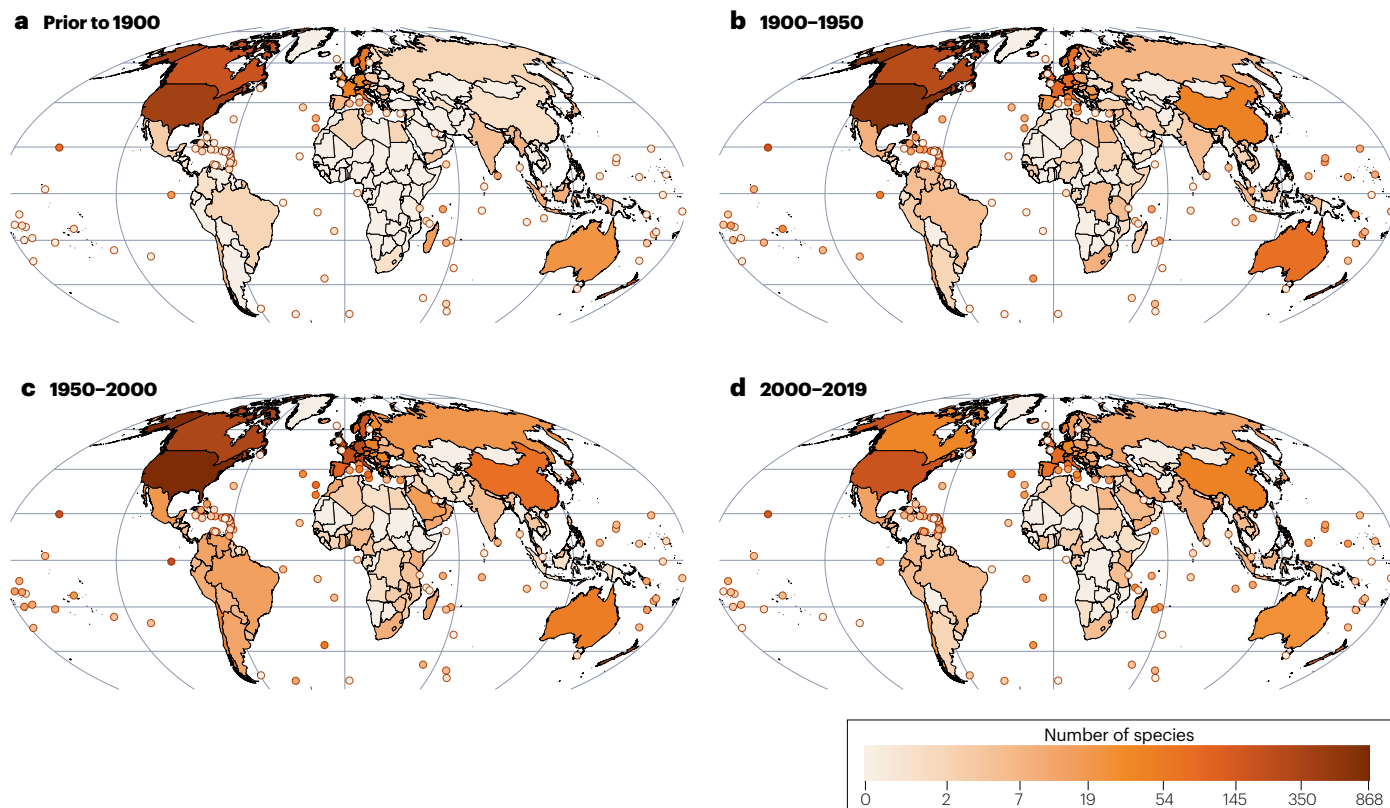 a Prior to 1900
b 1900–1950
c 1950–2000
d 2000–2019
Number of species
0 2 7 19 54 145 350 868